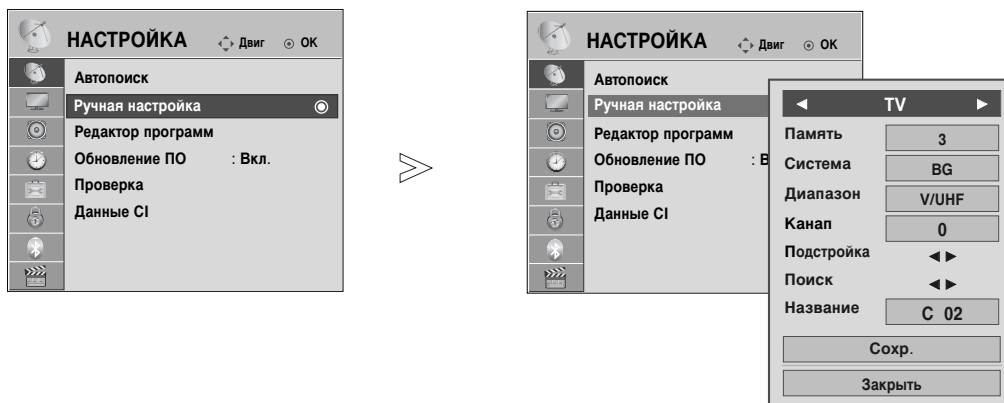 НАСТРОЙКА Двиг OK
Автопоиск
Ручная настройка
Редактор программ
Обновление ПО : Вкл.
Проверка
Данные CI
НАСТРОЙКА Двиг OK
Автопоиск
Ручная настройка
Редактор программ
Обновление ПО : В
Проверка
Данные CI
TV
Память 3
Система BG
Диапазон V/UHF
Канап 0
Подстройка
Поиск
Название C 02
Сохр.
Закрыть